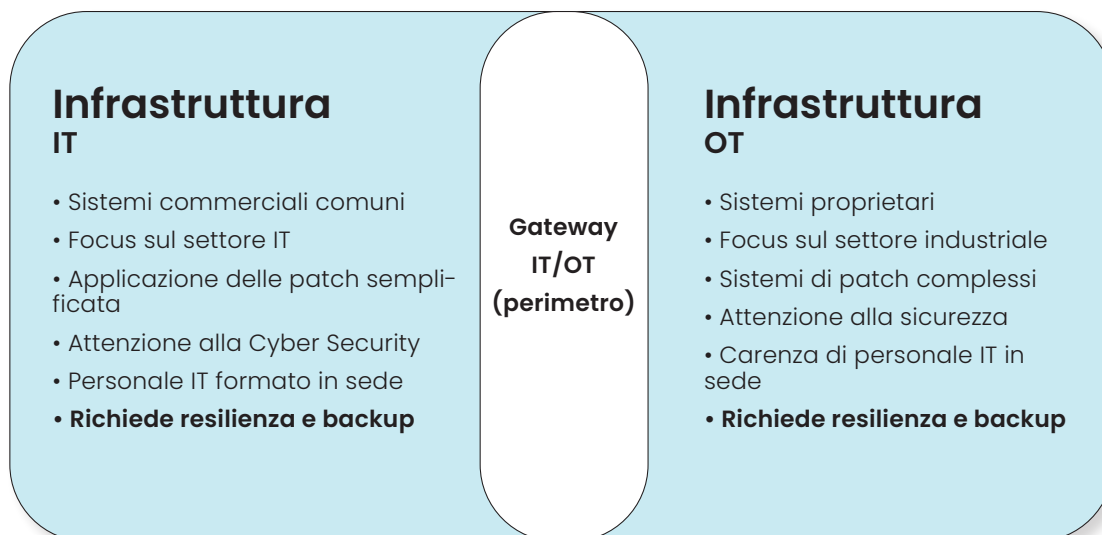 Infrastruttura
IT
• Sistemi commerciali comuni
• Focus sul settore IT
• Applicazione delle patch sempli-
ficata
• Attenzione alla Cyber Security
• Personale IT formato in sede
• Richiede resilienza e backup
Gateway
IT/OT
(perimetro)
Infrastruttura
OT
• Sistemi proprietari
• Focus sul settore industriale
• Sistemi di patch complessi
• Attenzione alla sicurezza
• Carenza di personale IT in
sede
• Richiede resilienza e backup